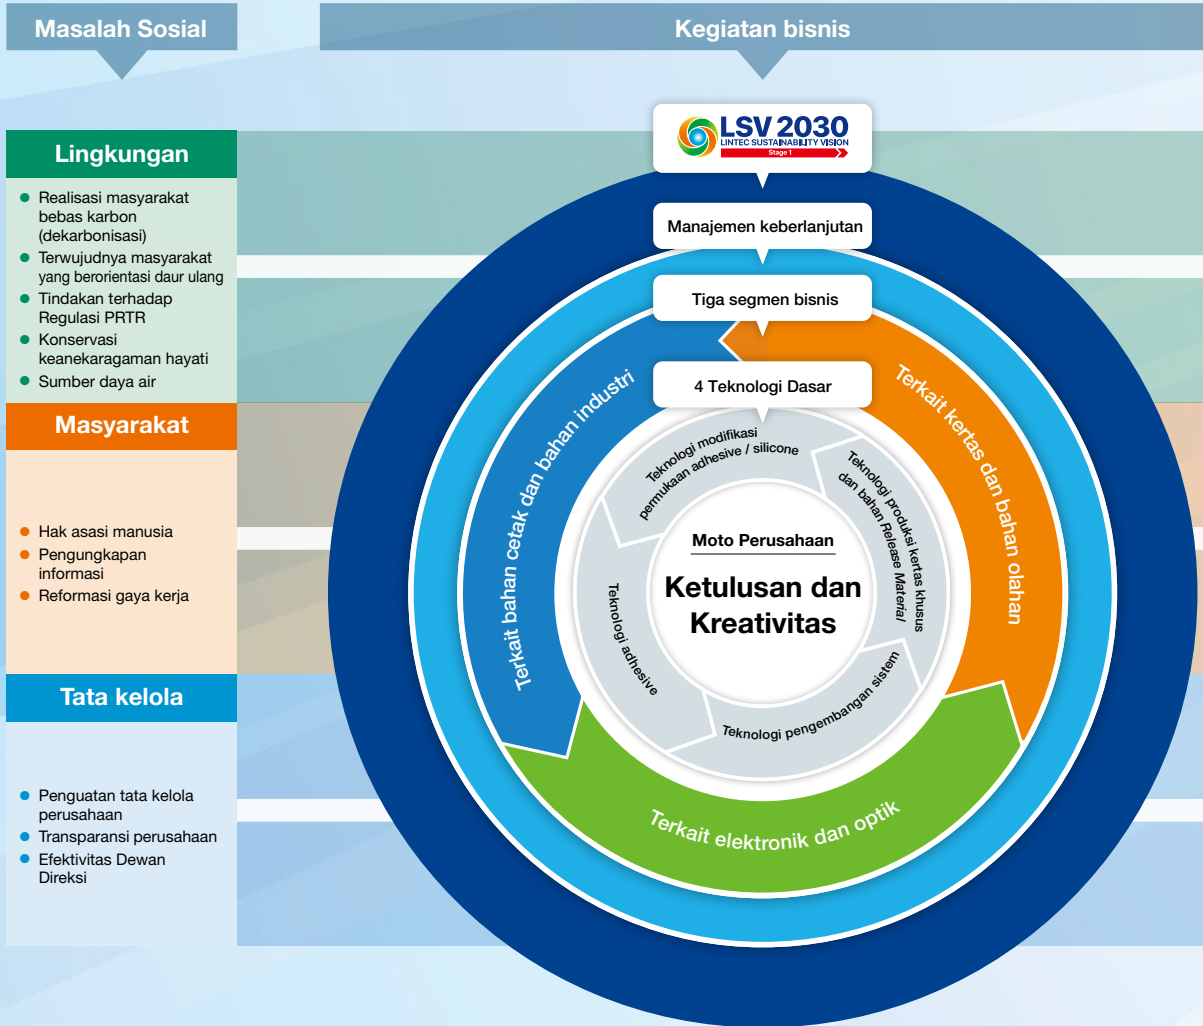 Masalah Sosial
Kegiatan bisnis
Lingkungan
Realisasi masyarakat
bebas karbon
(dekarbonisasi)
Terwujudnya masyarakat
yang berorientasi daur ulang
Tindakan terhadap
Regulasi PRTR
Konservasi
keanekaragaman hayati
Sumber daya air
Masyarakat
Hak asasi manusia
Pengungkapan
informasi
Reformasi gaya kerja
Tata kelola
Penguatan tata kelola
perusahaan
Transparansi perusahaan
Efektivitas Dewan
Direksi
LSV 2030
LINTEC SUSTAINABILITY VISION
Stage 1
Manajemen keberlanjutan
Tiga segmen bisnis
4 Teknologi Dasar
Terkait bahan cetak dan bahan industri
Terkait kertas dan bahan olahan
Terkait elektronik dan optik
Teknologi modifikasi
permukaan adhesive / silicone
Teknologi produksi kertas khusus
dan bahan Release Material
Teknologi adhesive
Teknologi pengembangan sistem
Moto Perusahaan
Ketulusan dan
Kreativitas